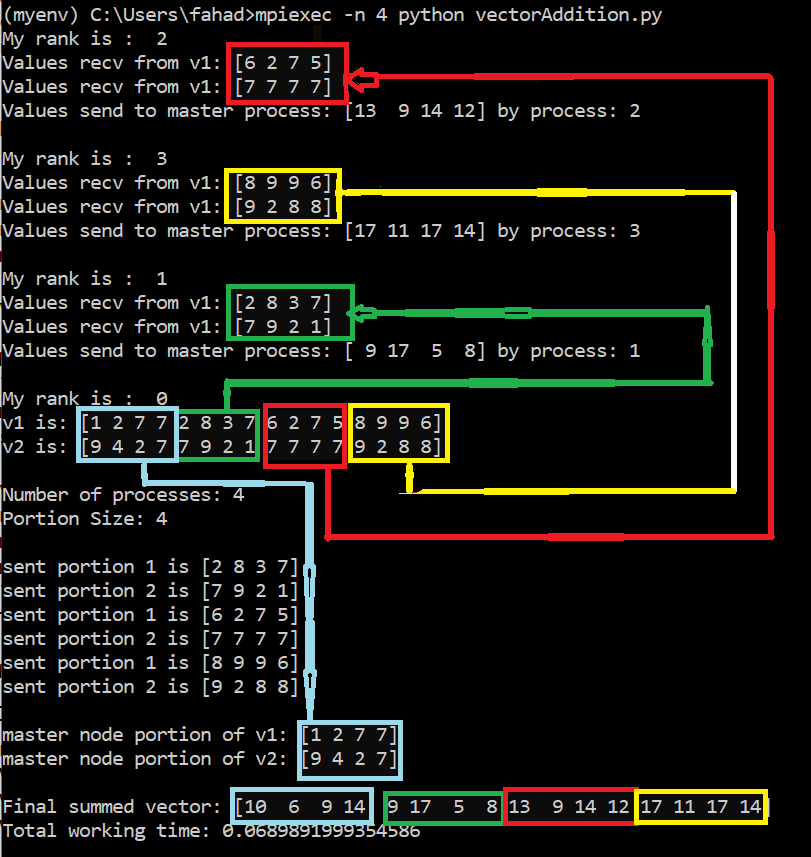 (myenv) C:\Users\fahad>mpiexec -n 4 python vectorAddition.py
My rank is :  2
Values recv from v1: [6 2 7 5]
Values recv from v1: [7 7 7 7]
Values send to master process: [13  9 14 12] by process: 2
My rank is :  3
Values recv from v1: [8 9 9 6]
Values recv from v1: [9 2 8 8]
Values send to master process: [17 11 17 14] by process: 3
My rank is :  1
Values recv from v1: [2 8 3 7]
Values recv from v1: [7 9 2 1]
Values send to master process: [ 9 17  5  8] by process: 1
My rank is :  0
v1 is: [1 2 7 7 2 8 3 7 6 2 7 5 8 9 9 6]
v2 is: [9 4 2 7 7 9 2 1 7 7 7 7 9 2 8 8]
Number of processes: 4
Portion Size: 4
sent portion 1 is [2 8 3 7]
sent portion 2 is [7 9 2 1]
sent portion 1 is [6 2 7 5]
sent portion 2 is [7 7 7 7]
sent portion 1 is [8 9 9 6]
sent portion 2 is [9 2 8 8]
master node portion of v1: [1 2 7 7]
master node portion of v2: [9 4 2 7]
Final summed vector: [10  6  9 14  9 17  5  8 13  9 14 12 17 11 17 14]
Total working time: 0.0689891999354586